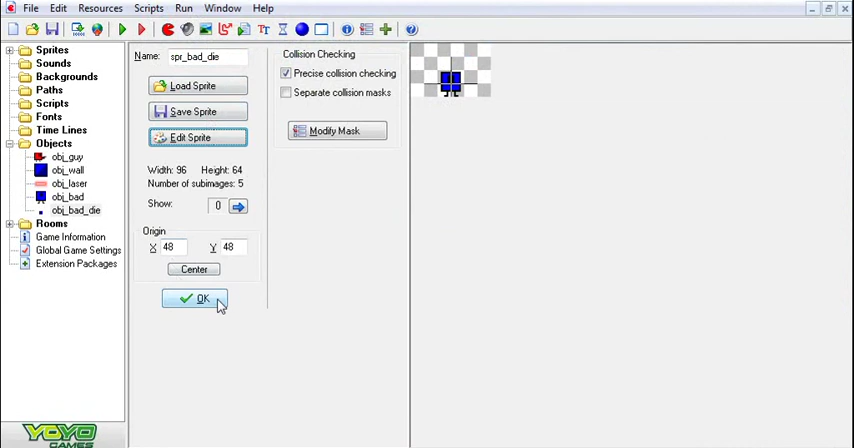 File Edit Resources Scripts Run Window Help
Sprites
Sounds
Backgrounds
Paths
Scripts
Fonts
Time Lines
Objects
obj_guy
obj_wall
obj_laser
obj_bad
obj_bad_die
Rooms
Game Information
Global Game Settings
Extension Packages
YOYO
GAMES
Name: spr_bad_die
Load Sprite
Save Sprite
Edit Sprite
Width: 96 Height: 64
Number of subimages: 5
Show: 0
Origin
X 48 Y 48
Center
OK
Collision Checking
Precise collision checking
Separate collision masks
Modify Mask